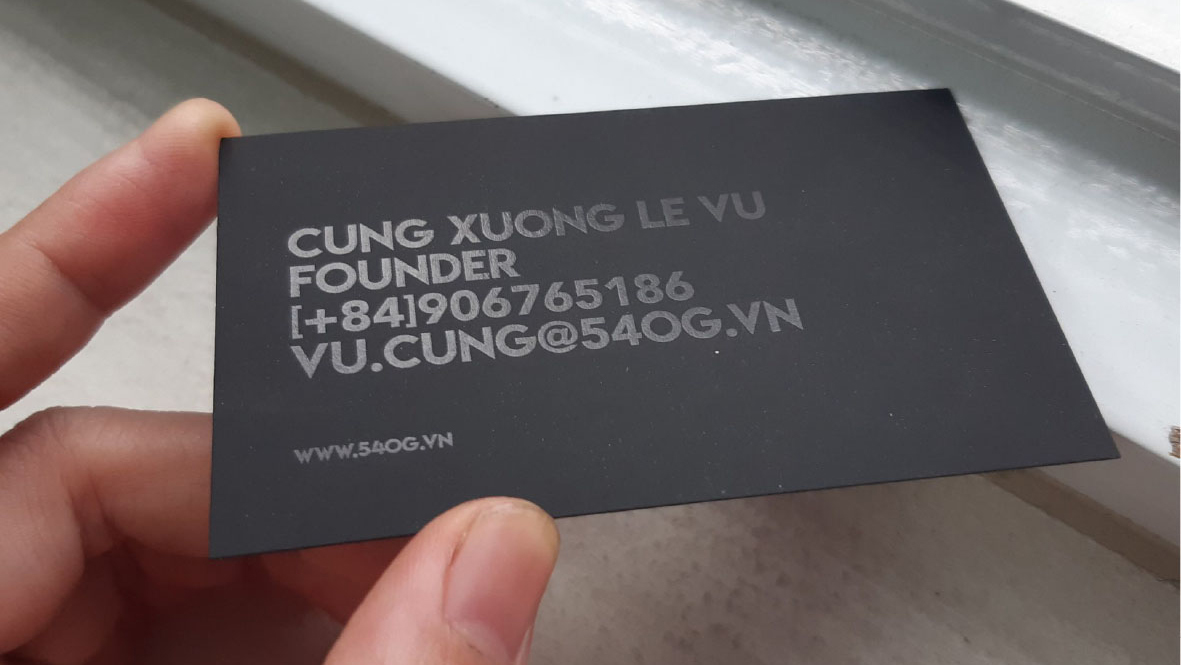 CUNG XUONG LE VU
FOUNDER
[+84]906765186
VU.CUNG@54OG.VN
WWW.54OG.VN